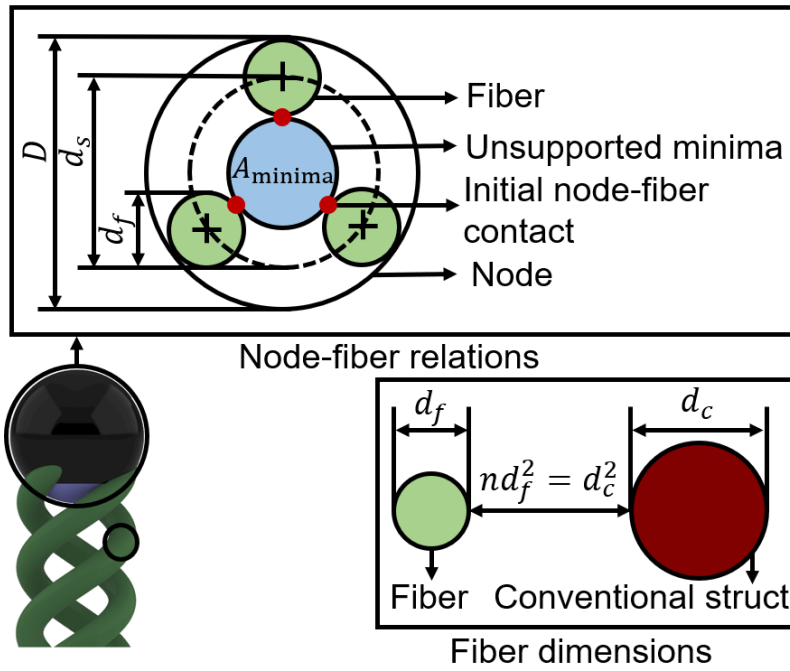 D
d_s
d_f
A_minima
Fiber
Unsupported minima
Initial node-fiber
contact
Node
Node-fiber relations
d_f
d_c
nd_f^2 = d_c^2
Fiber
Conventional struct
Fiber dimensions